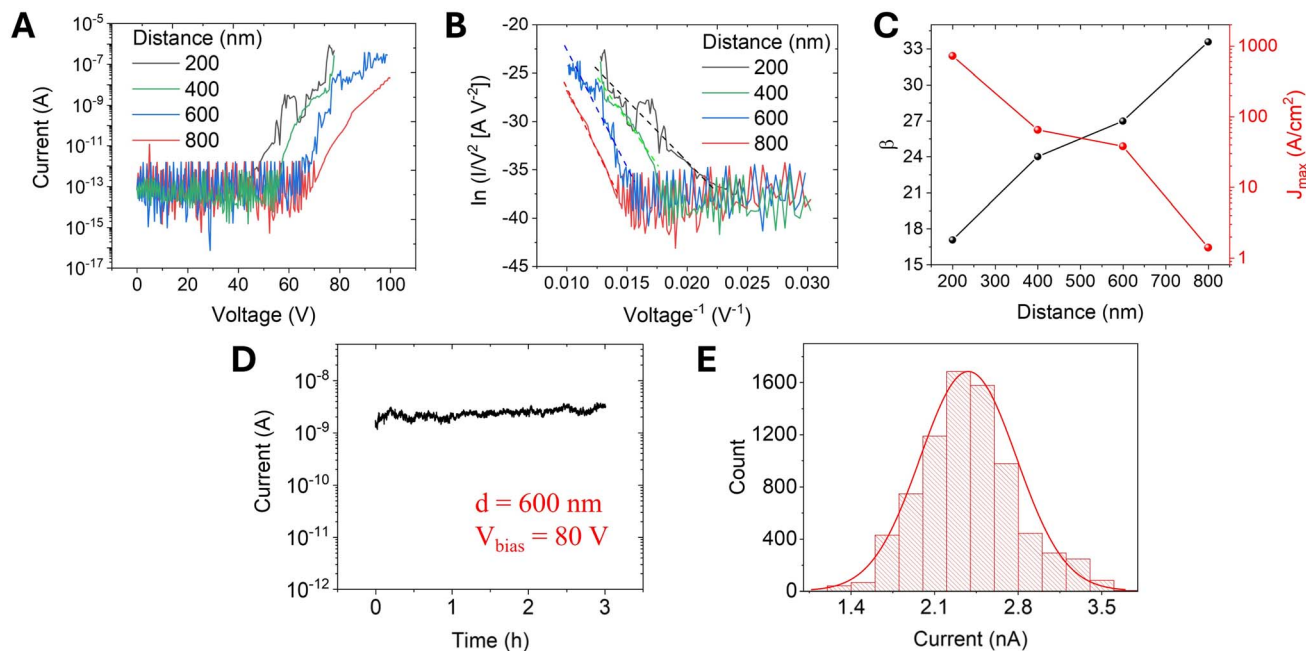 A
Distance (nm)
200
400
600
800
10⁻⁵
10⁻⁷
10⁻⁹
10⁻¹¹
10⁻¹³
10⁻¹⁵
10⁻¹⁷
Current (A)
0 20 40 60 80 100
Voltage (V)
B
Distance (nm)
200
400
600
800
-20
-25
-30
-35
-40
-45
ln (I/V² [A V⁻²])
0.010 0.015 0.020 0.025 0.030
Voltage⁻¹ (V⁻¹)
C
33
30
27
24
21
18
15
β
1000
100
10
1
Jmax (A/cm²)
200 300 400 500 600 700 800
Distance (nm)
D
10⁻⁸
10⁻⁹
10⁻¹⁰
10⁻¹¹
10⁻¹²
Current (A)
d = 600 nm
Vbias = 80 V
0 1 2 3
Time (h)
E
1600
1200
800
400
0
Count
1.4 2.1 2.8 3.5
Current (nA)